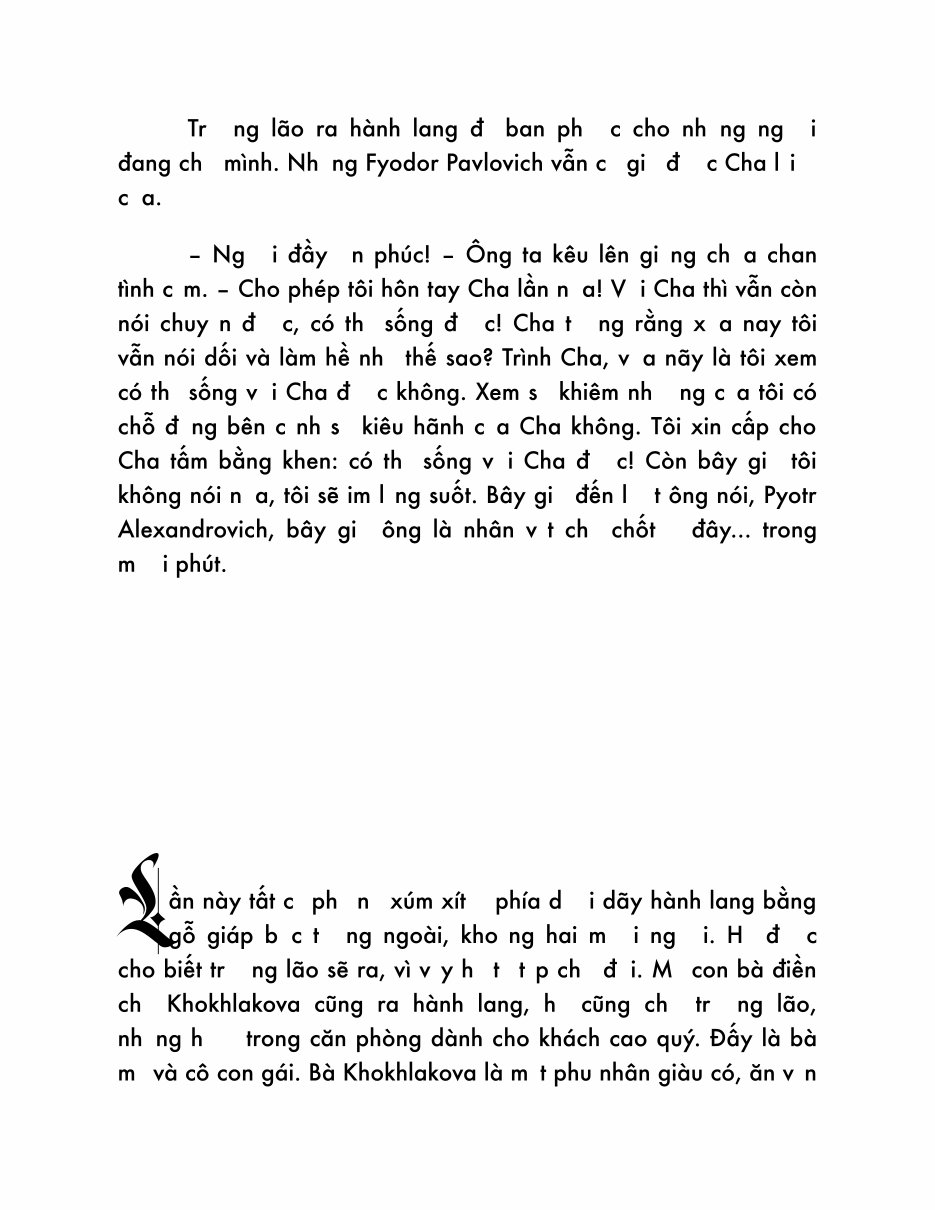 Tr ng lão ra hành lang đ ban ph c cho nh ng ng i
đang ch mình. Nh ng Fyodor Pavlovich vẫn c gi đ c Cha l i
c a.
– Ng i đầy n phúc! – Ông ta kêu lên gi ng ch a chan
tình c m. – Cho phép tôi hôn tay Cha lần n a! V i Cha thì vẫn còn
nói chuy n đ c, có th sống đ c! Cha t ng rằng x a nay tôi
vẫn nói dối và làm hề nh thế sao? Trình Cha, v a nãy là tôi xem
có th sống v i Cha đ c không. Xem s khiêm nh ng c a tôi có
chỗ đ ng bên c nh s kiêu hãnh c a Cha không. Tôi xin cấp cho
Cha tấm bằng khen: có th sống v i Cha đ c! Còn bây gi tôi
không nói n a, tôi sẽ im l ng suốt. Bây gi đến l t ông nói, Pyotr
Alexandrovich, bây gi ông là nhân v t ch chốt đây... trong
m i phút.
Lần này tất c ph n xúm xít phía d i dãy hành lang bằng
gỗ giáp b c t ng ngoài, kho ng hai m i ng i. H đ c
cho biết tr ng lão sẽ ra, vì v y h t t p ch đ i. M con bà điền
ch Khokhlakova cũng ra hành lang, h cũng ch tr ng lão,
nh ng h trong căn phòng dành cho khách cao quý. Đấy là bà
m và cô con gái. Bà Khokhlakova là m t phu nhân giàu có, ăn v n